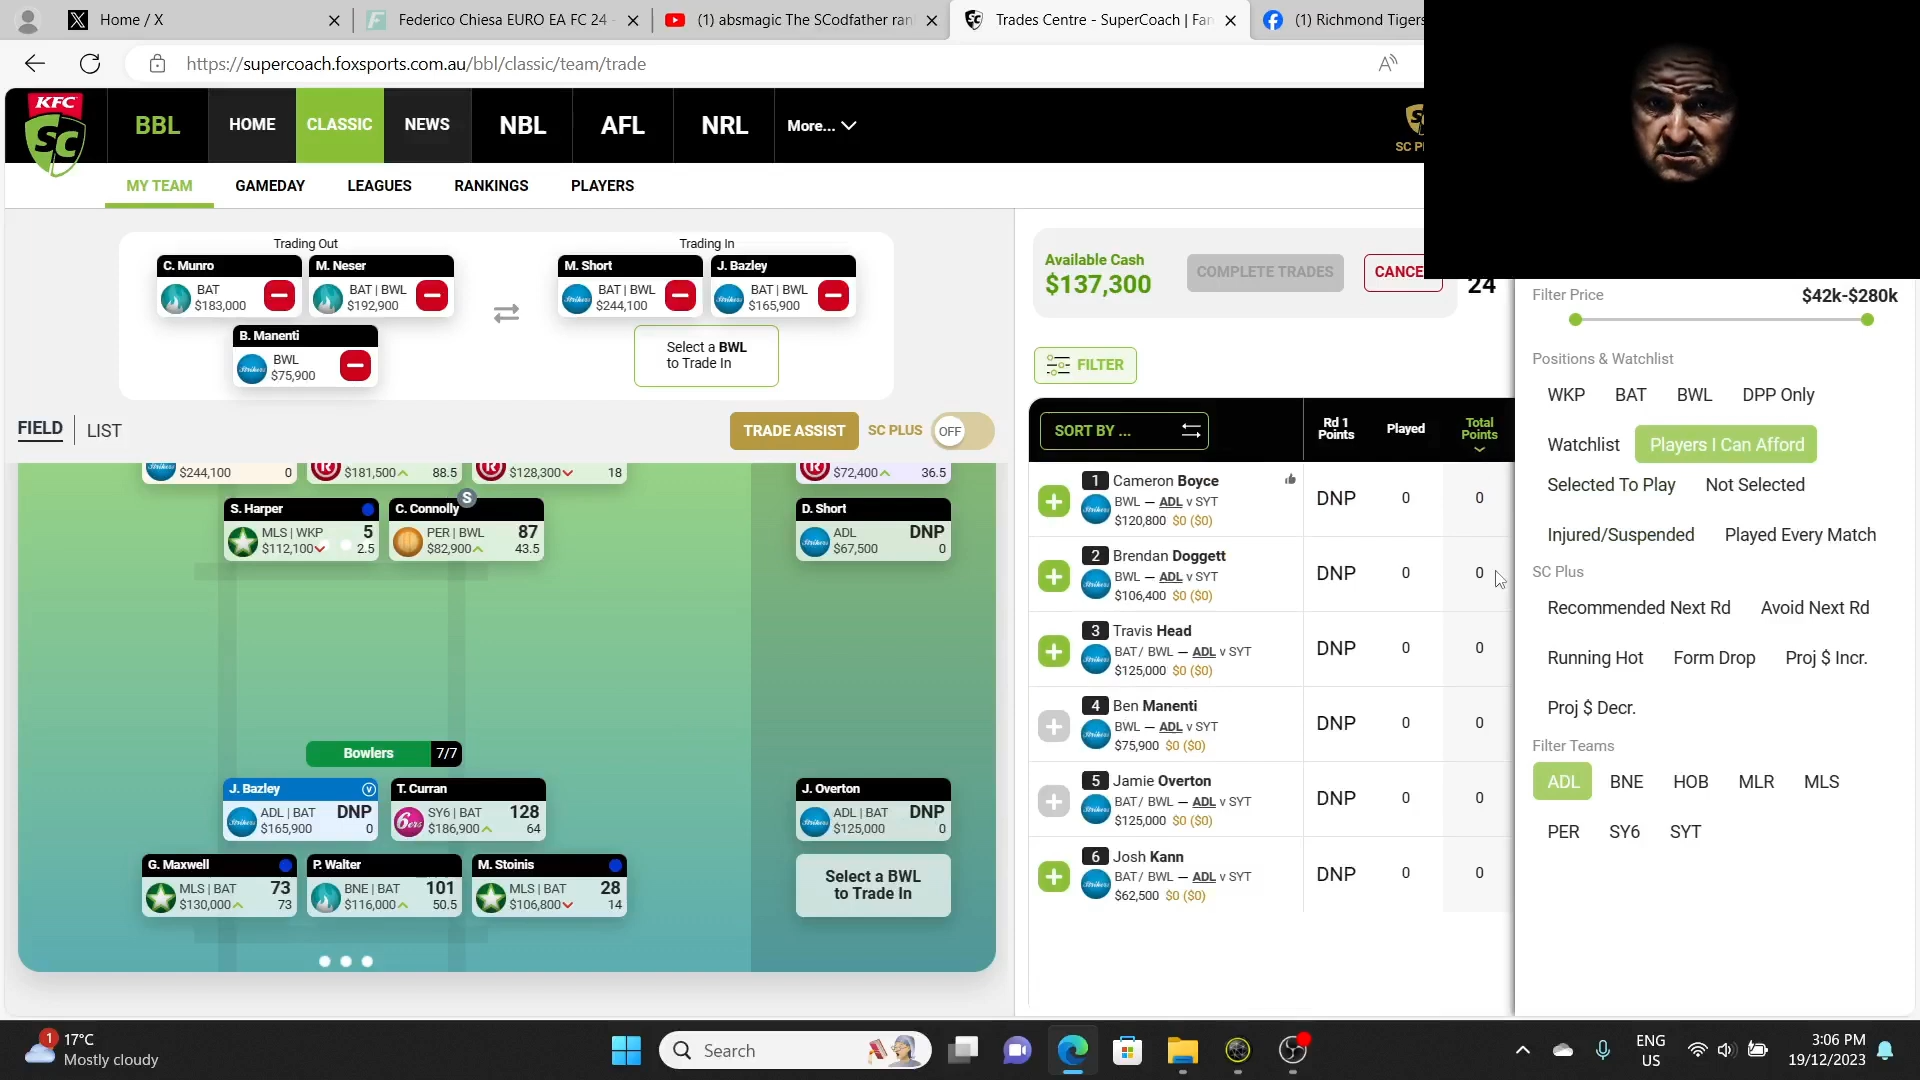 Home / X
Federico Chiesa EURO EA FC 24 -
(1) absmagic The SCodfather ran
Trades Centre - SuperCoach | Fan
(1) Richmond Tigers
https://supercoach.foxsports.com.au/bbl/classic/team/trade
KFC
SC
BBL
HOME
CLASSIC
NEWS
NBL
AFL
NRL
More...
SC PL
MY TEAM
GAMEDAY
LEAGUES
RANKINGS
PLAYERS
Trading Out
Trading In
C. Munro
BAT
$183,000
M. Neser
BAT | BWL
$192,900
M. Short
BAT | BWL
$244,100
J. Bazley
BAT | BWL
$165,900
B. Manenti
BWL
$75,900
Select a BWL
to Trade In
Available Cash
$137,300
COMPLETE TRADES
CANCE
24
FIELD
LIST
TRADE ASSIST
SC PLUS
OFF
$244,100 0
$181,500 88.5
$128,300 18
$72,400 36.5
S. Harper
MLS | WKP 5
$112,100 2.5
S
C. Connolly
PER | BWL 87
$82,900 43.5
D. Short
ADL DNP
$67,500 0
Bowlers 7/7
J. Bazley V
ADL | BAT DNP
$165,900 0
T. Curran
SY6 | BAT 128
$186,900 64
J. Overton
ADL | BAT DNP
$125,000 0
G. Maxwell
MLS | BAT 73
$130,000 73
P. Walter
BNE | BAT 101
$116,000 50.5
M. Stoinis
MLS | BAT 28
$106,800 14
Select a BWL
to Trade In
FILTER
SORT BY ...
Rd 1
Points
Played
Total
Points
1 Cameron Boyce
BWL — ADL v SYT
$120,800 $0 ($0)
DNP 0 0
2 Brendan Doggett
BWL — ADL v SYT
$106,400 $0 ($0)
DNP 0 0
3 Travis Head
BAT/ BWL — ADL v SYT
$125,000 $0 ($0)
DNP 0 0
4 Ben Manenti
BWL — ADL v SYT
$75,900 $0 ($0)
DNP 0 0
5 Jamie Overton
BAT/ BWL — ADL v SYT
$125,000 $0 ($0)
DNP 0 0
6 Josh Kann
BAT/ BWL — ADL v SYT
$62,500 $0 ($0)
DNP 0 0
Filter Price
$42k-$280k
Positions & Watchlist
WKP BAT BWL DPP Only
Watchlist Players I Can Afford
Selected To Play Not Selected
Injured/Suspended Played Every Match
SC Plus
Recommended Next Rd Avoid Next Rd
Running Hot Form Drop Proj $ Incr.
Proj $ Decr.
Filter Teams
ADL BNE HOB MLR MLS
PER SY6 SYT
1
17°C
Mostly cloudy
Search
ENG
US
3:06 PM
19/12/2023